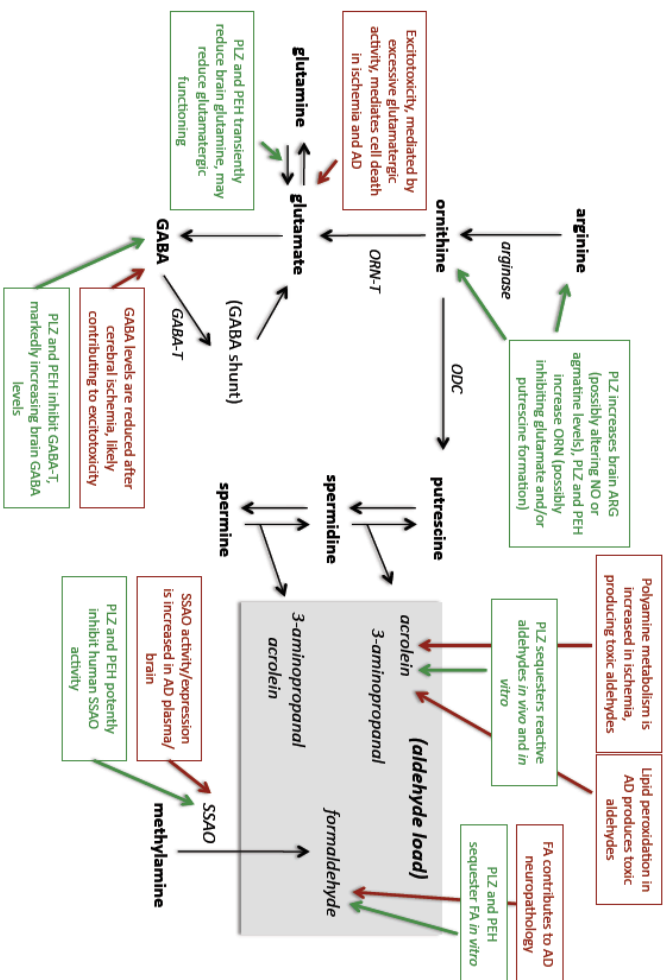 Polyamine metabolism is
increased in ischemia,
producing toxic aldehydes
Lipid peroxidation in
AD produces toxic
aldehydes
FA contributes to AD
neuropathology
PLZ increases brain ARG
(possibly altering NO or
agmatine levels), PLZ and PEH
increase ORN (possibly
inhibiting glutamate and/or
putrescine formation)
PLZ sequesters reactive
aldehydes in vivo and in
vitro
PLZ and PEH
sequester FA in vitro
arginine
arginase
Excitotoxicity, mediated by
excessive glutamatergic
activity, mediates cell death
in ischemia and AD
ornithine
ODC
putrescine
acrolein
3-aminopropanal
(aldehyde load)
ORN-T
spermidine
formaldehyde
glutamine
glutamate
(GABA shunt)
spermine
3-aminopropanal
acrolein
PLZ and PEH transiently
reduce brain glutamine, may
reduce glutamatergic
functioning
GABA
GABA-T
SSAO
methylamine
GABA levels are reduced after
cerebral ischemia, likely
contributing to excitotoxicity
SSAO activity/expression
is increased in AD plasma/
brain
PLZ and PEH inhibit GABA-T,
markedly increasing brain GABA
levels
PLZ and PEH potently
inhibit human SSAO
activity